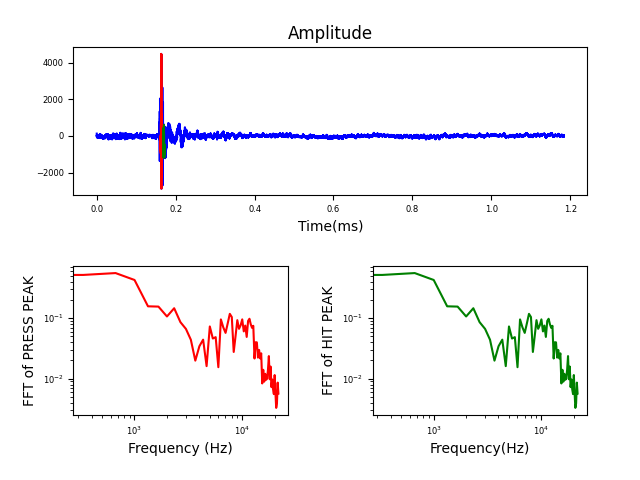 Amplitude
4000
2000
0
−2000
0.0 0.2 0.4 0.6 0.8 1.0 1.2
Time(ms)
FFT of PRESS PEAK
10⁻¹
10⁻²
10³ 10⁴
Frequency (Hz)
FFT of HIT PEAK
10⁻¹
10⁻²
10³ 10⁴
Frequency(Hz)